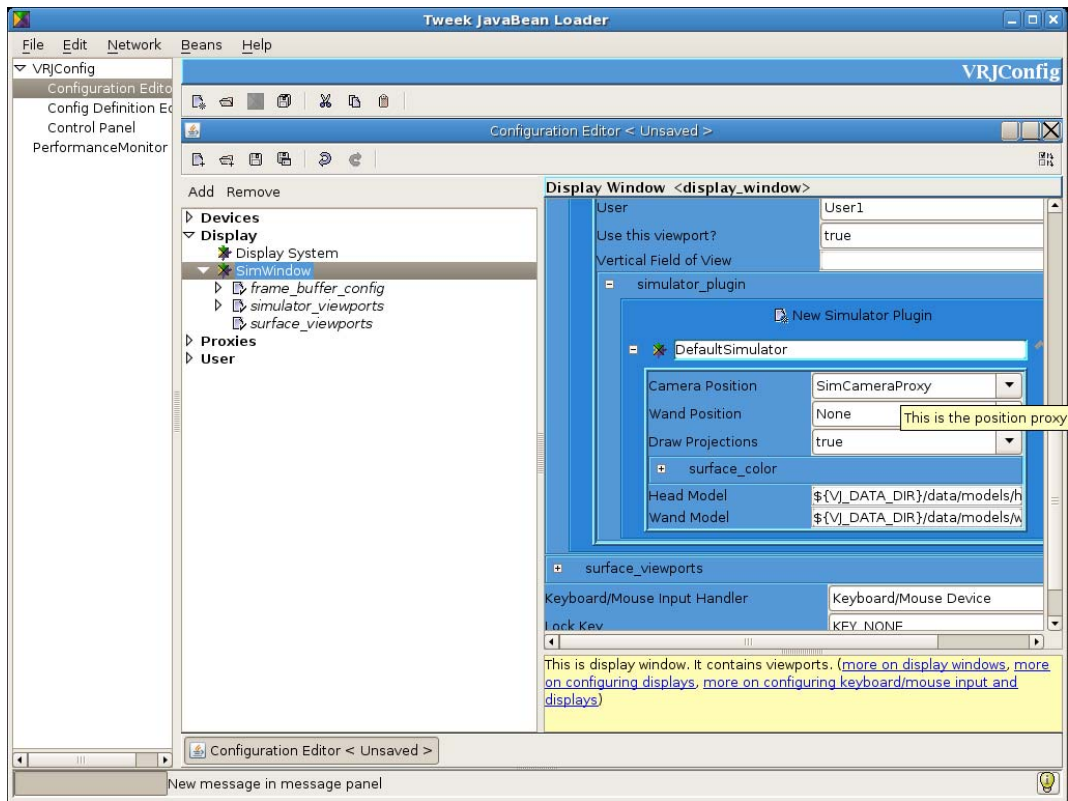 Tweek JavaBean Loader
File Edit Network Beans Help
VRJConfig
Configuration Edito
Config Definition Ed
Control Panel
PerformanceMonitor
VRJConfig
Configuration Editor < Unsaved >
Add Remove
Devices
Display
Display System
SimWindow
frame_buffer_config
simulator_viewports
surface_viewports
Proxies
User
Display Window <display_window>
User User1
Use this viewport? true
Vertical Field of View
simulator_plugin
New Simulator Plugin
DefaultSimulator
Camera Position SimCameraProxy
Wand Position None
This is the position proxy
Draw Projections true
surface_color
Head Model ${VJ_DATA_DIR}/data/models/h
Wand Model ${VJ_DATA_DIR}/data/models/w
surface_viewports
Keyboard/Mouse Input Handler Keyboard/Mouse Device
Lock Key KEY_NONE
This is display window. It contains viewports. (more on display windows, more
on configuring displays, more on configuring keyboard/mouse input and
displays)
Configuration Editor < Unsaved >
New message in message panel